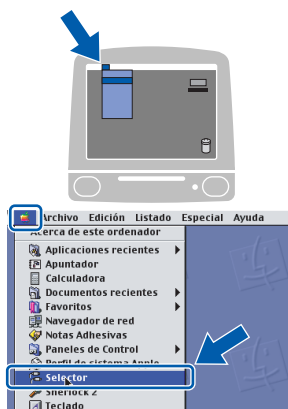 Archivo Edición Listado Especial Ayuda
Acerca de este ordenador
Aplicaciones recientes
Apuntador
Calculadora
Documentos recientes
Favoritos
Navegador de red
Notas Adhesivas
Paneles de Control
Perfil de sistema Apple
Selector
Sherlock 2
Teclado